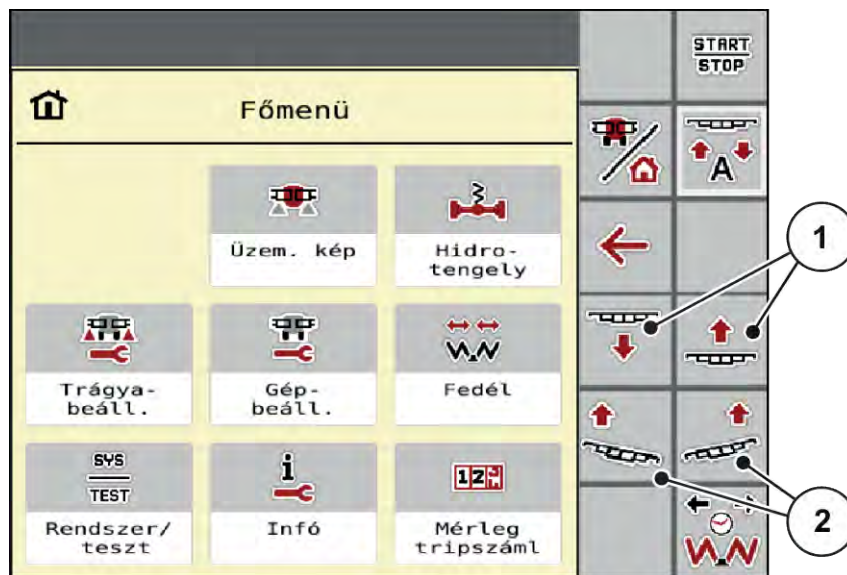 START
STOP
Főmenü
A
Üzem. kép
Hidro-
tengely
1
Trágya-
beáll.
Gép-
beáll.
Fedél
SYS
TEST
i
123
Rendszer/
teszt
Infó
Mérleg
tripszáml
2